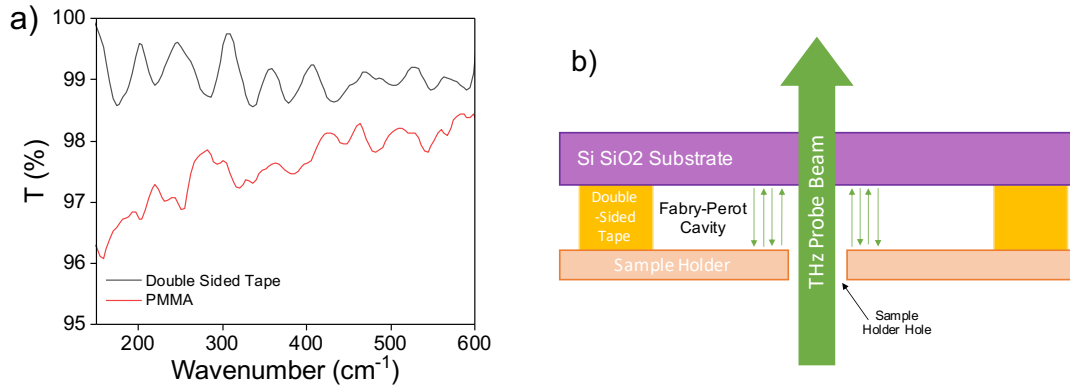 a)
100
99
98
97
96
95
T (%)
Double Sided Tape
PMMA
200
300
400
500
600
Wavenumber (cm⁻¹)
b)
Si SiO2 Substrate
Double
-Sided
Tape
Fabry-Perot
Cavity
THz Probe Beam
Sample Holder
Sample
Holder Hole